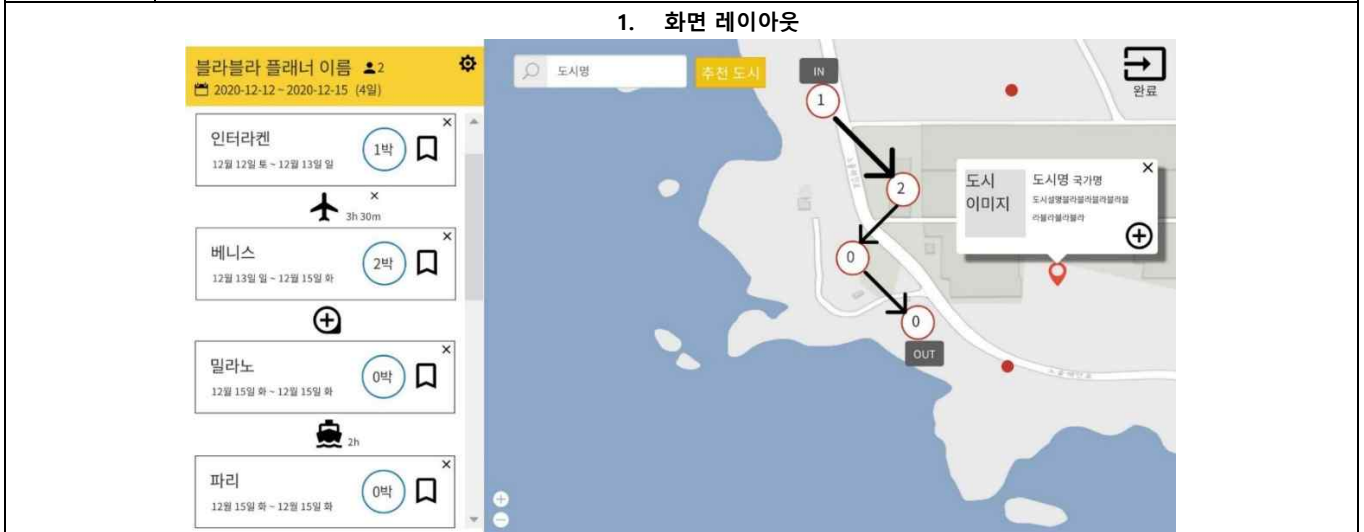 1. 화면 레이아웃
블라블라 플래너 이름 2
2020-12-12 ~ 2020-12-15 (4일)
인터라켄
12월 12일 토 ~ 12월 13일 일
1박
3h 30m
베니스
12월 13일 일 ~ 12월 15일 화
2박
밀라노
12월 15일 화 ~ 12월 15일 화
0박
2h
파리
12월 15일 화 ~ 12월 15일 화
0박
도시명
추천 도시
IN
1
2
0
0
OUT
완료
도시
이미지
도시명 국가명
도시설명블라블라블라블라블
라블라블라블라